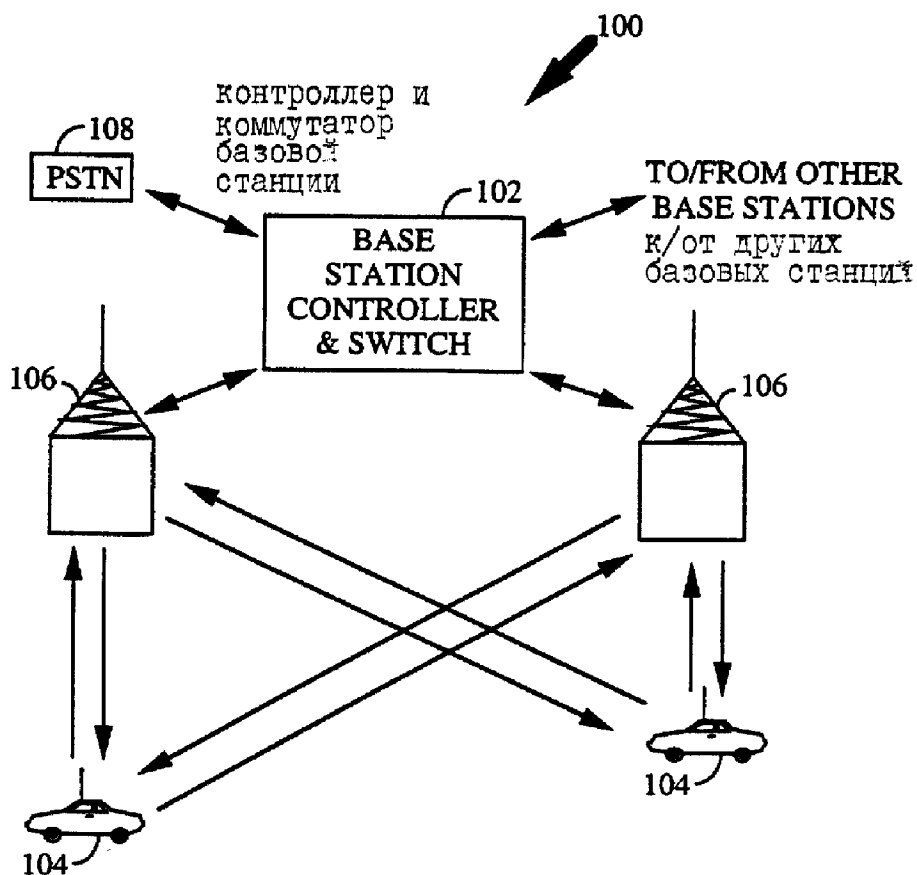 100
контроллер и
коммутатор
базовой
станции
108
PSTN
102
TO/FROM OTHER
BASE STATIONS
к/от других
базовых станций
BASE
STATION
CONTROLLER
& SWITCH
106
106
104
104